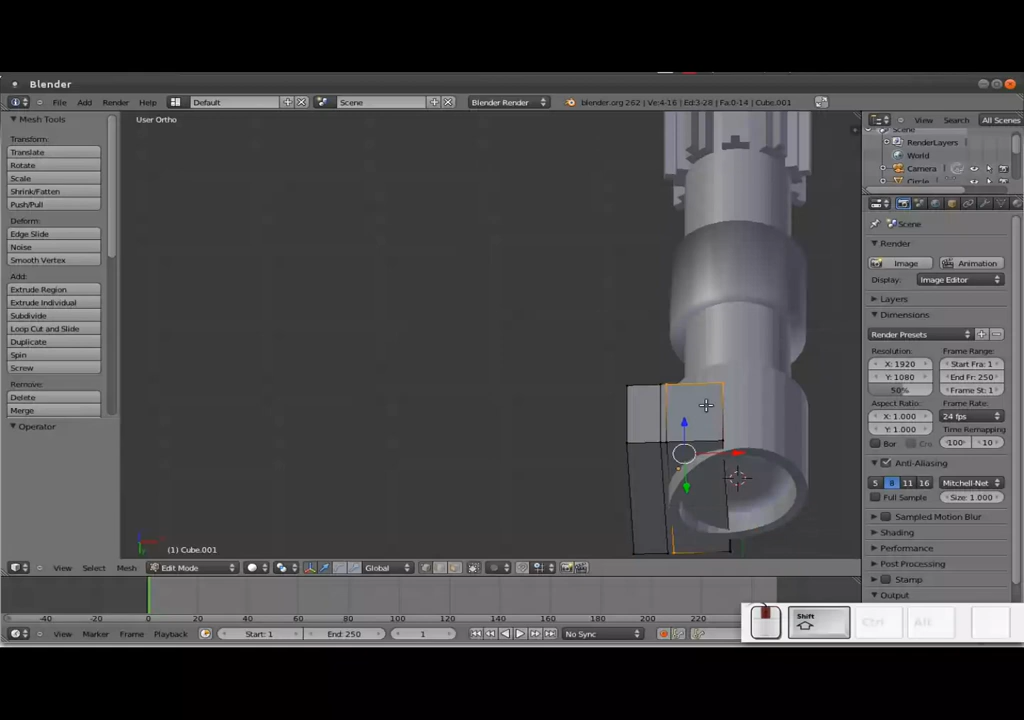 Blender
File Add Render Help Default Scene Blender Render blender.org 262 | Ve:4-16 | Ed:3-28 | Fa:0-14 | Cube.001
Mesh Tools
User Ortho
View Search All Scenes
Transform:
Translate
Rotate
Scale
Shrink/Fatten
Push/Pull
Deform:
Edge Slide
Noise
Smooth Vertex
Add:
Extrude Region
Extrude Individual
Subdivide
Loop Cut and Slide
Duplicate
Spin
Screw
Remove:
Delete
Merge
Operator
Scene
RenderLayers
World
Camera
Circle
Scene
Render
Image Animation
Display: Image Editor
Layers
Dimensions
Render Presets
Resolution: Frame Range:
X: 1920 Start Fra: 1
Y: 1080 End Fr: 250
50% Frame St: 1
Aspect Ratio: Frame Rate:
X: 1.000 24 fps
Y: 1.000 Time Remapping
Bor Cro 100 10
Anti-Aliasing
5 8 11 16 Mitchell-Net
Full Sample Size: 1.000
Sampled Motion Blur
Shading
Performance
Post Processing
Stamp
Output
(1) Cube.001
View Select Mesh Edit Mode Global
-40 -20 0 20 40 60 80 100 120 140 160 180 200 220
View Marker Frame Playback Start: 1 End: 250 1 No Sync
Shift Ctrl Alt